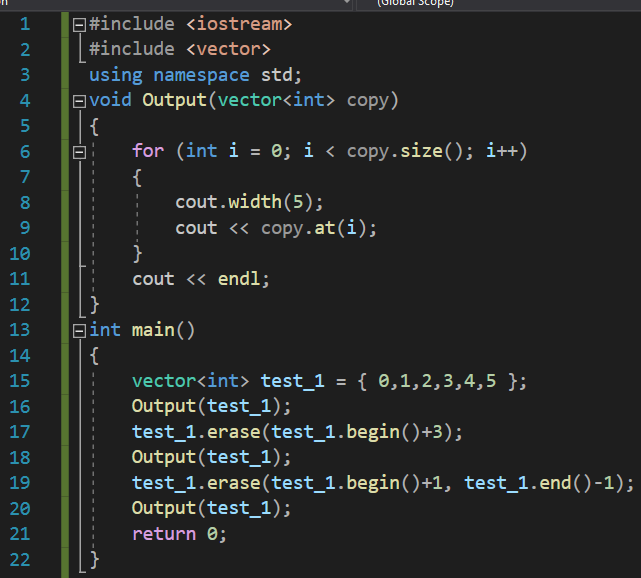 n (Global Scope)
1 #include <iostream>
2 #include <vector>
3 using namespace std;
4 void Output(vector<int> copy)
5 {
6 for (int i = 0; i < copy.size(); i++)
7 {
8 cout.width(5);
9 cout << copy.at(i);
10 }
11 cout << endl;
12 }
13 int main()
14 {
15 vector<int> test_1 = { 0,1,2,3,4,5 };
16 Output(test_1);
17 test_1.erase(test_1.begin()+3);
18 Output(test_1);
19 test_1.erase(test_1.begin()+1, test_1.end()-1);
20 Output(test_1);
21 return 0;
22 }